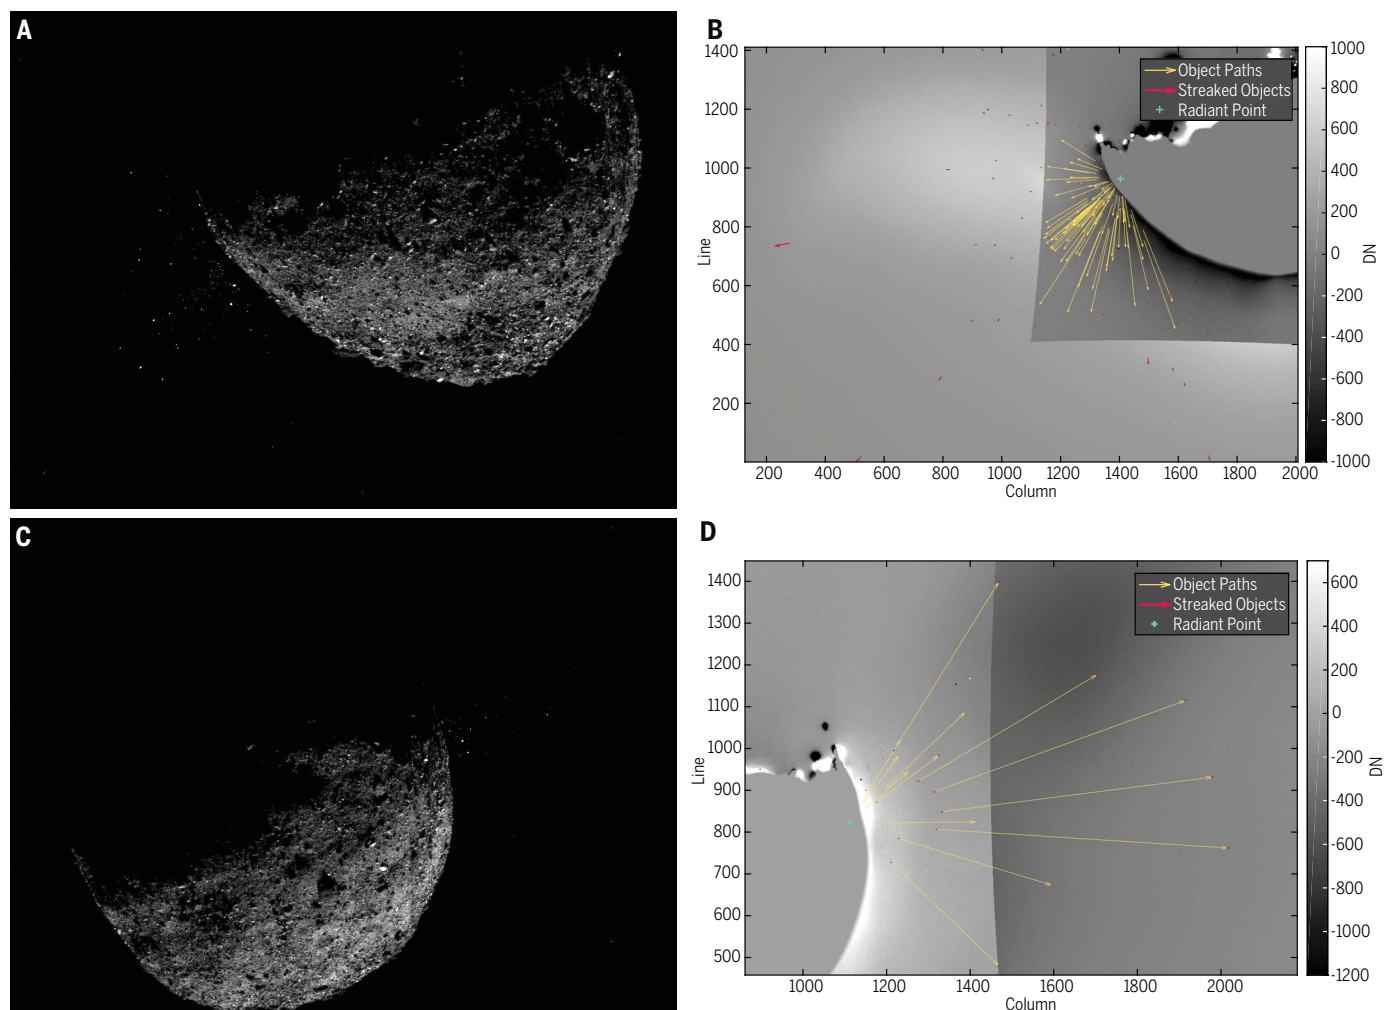 A
B
1400
1200
1000
800
600
400
200
Line
200 400 600 800 1000 1200 1400 1600 1800 2000
Column
Object Paths
Streaked Objects
Radiant Point
1000
800
600
400
200
0
-200
-400
-600
-800
-1000
DN
C
D
1400
1300
1200
1100
1000
900
800
700
600
500
Line
1000 1200 1400 1600 1800 2000
Column
Object Paths
Streaked Objects
Radiant Point
600
400
200
0
-200
-400
-600
-800
-1000
-1200
DN